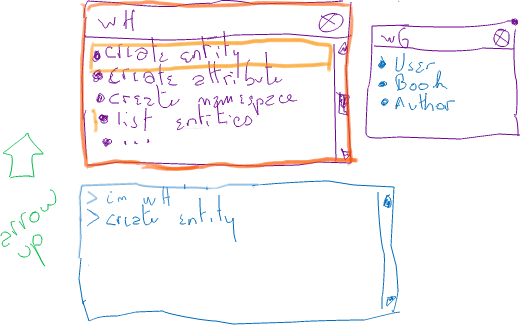 WH
create entity
create attribute
create namespace
list entities
...
WG
User
Book
Author
> im WH
> create entity
arrow
up